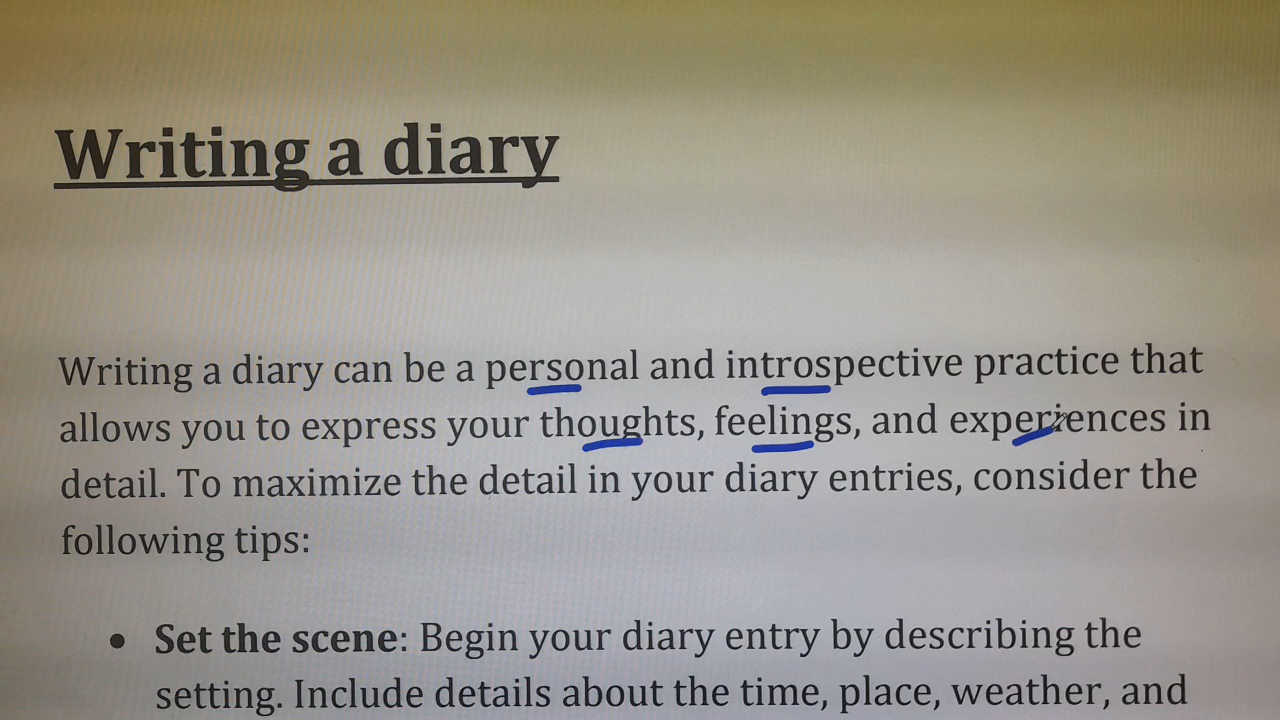 Writing a diary
Writing a diary can be a personal and introspective practice that
allows you to express your thoughts, feelings, and experiences in
detail. To maximize the detail in your diary entries, consider the
following tips:
• Set the scene: Begin your diary entry by describing the
setting. Include details about the time, place, weather, and